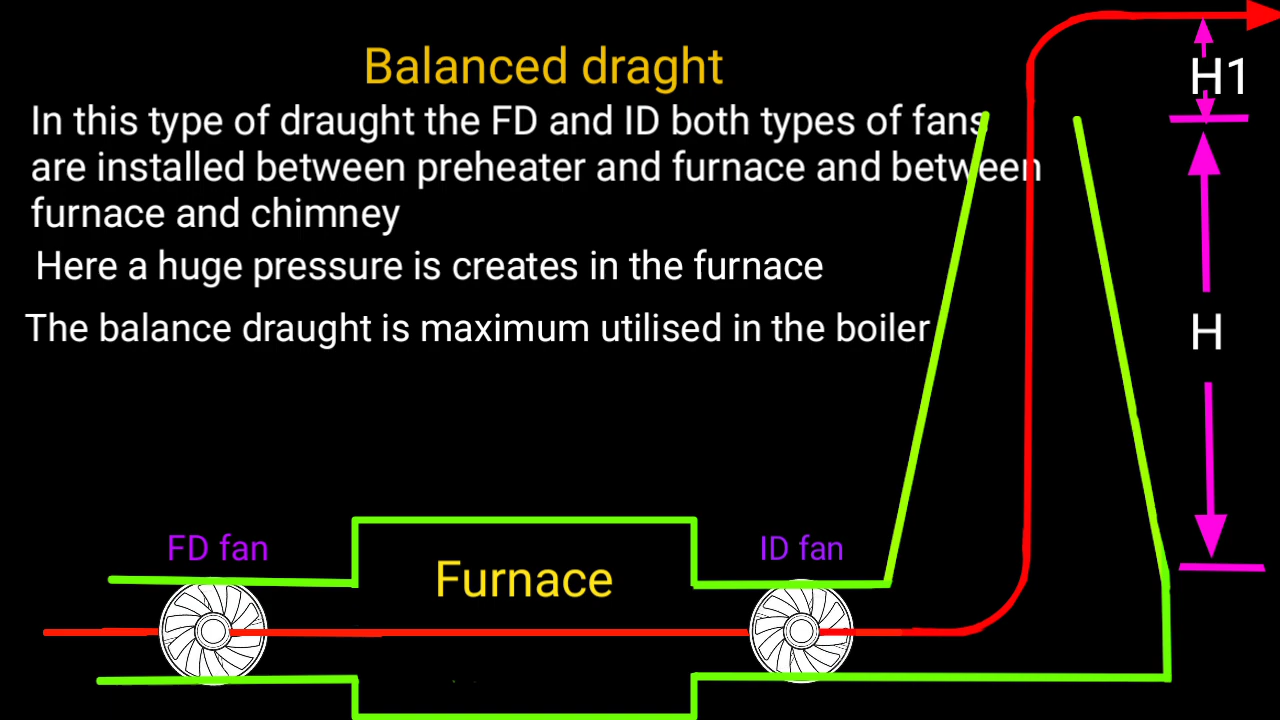 Balanced draght
In this type of draught the FD and ID both types of fans
are installed between preheater and furnace and between
furnace and chimney
Here a huge pressure is creates in the furnace
The balance draught is maximum utilised in the boiler
H1
H
FD fan
ID fan
Furnace